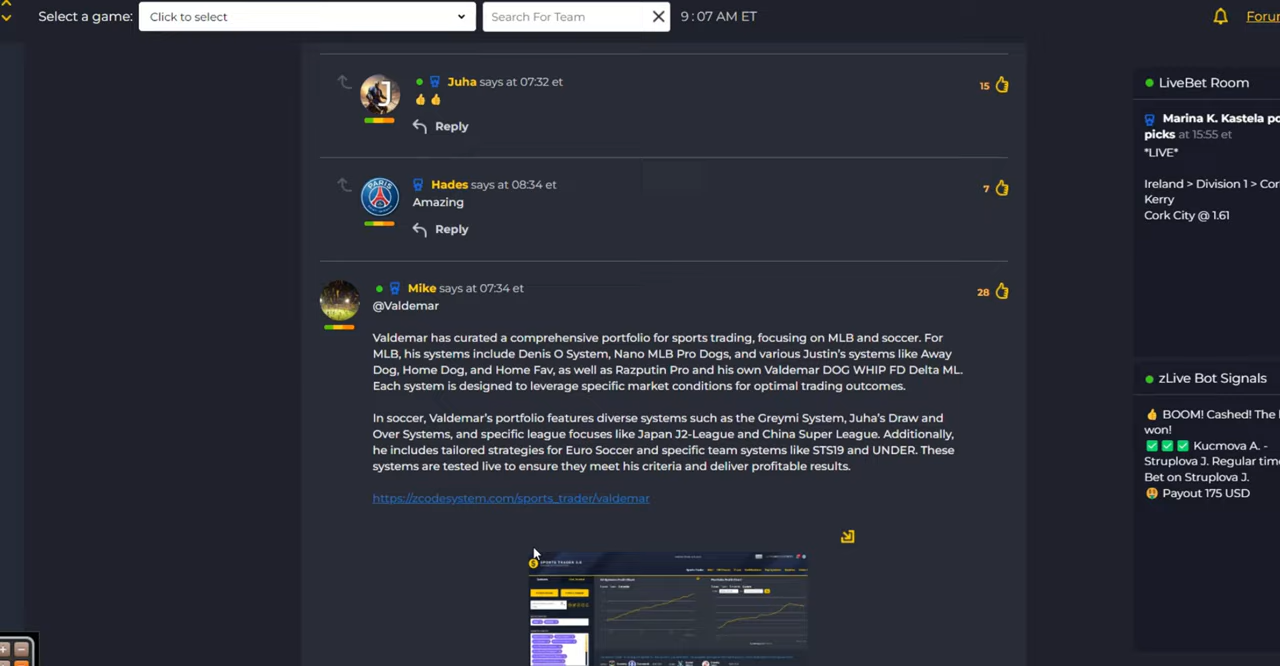 Select a game: Click to select Search For Team 9:07 AM ET
Juha says at 07:32 et
👍👍
15
Reply
Hades says at 08:34 et
Amazing
7
Reply
Mike says at 07:34 et
28
@Valdemar
Valdemar has curated a comprehensive portfolio for sports trading, focusing on MLB and soccer. For
MLB, his systems include Denis O System, Nano MLB Pro Dogs, and various Justin's systems like Away
Dog, Home Dog, and Home Fav, as well as Razputin Pro and his own Valdemar DOG WHIP FD Delta ML.
Each system is designed to leverage specific market conditions for optimal trading outcomes.
In soccer, Valdemar's portfolio features diverse systems such as the Greymi System, Juha's Draw and
Over Systems, and specific league focuses like Japan J2-League and China Super League. Additionally,
he includes tailored strategies for Euro Soccer and specific team systems like STS19 and UNDER. These
systems are tested live to ensure they meet his criteria and deliver profitable results.
https://zcodesystem.com/sports_trader/valdemar
SPORTS TRADER
J
PARIS
LiveBet Room
Marina K. Kastela po
picks at 15:55 et
*LIVE*
Ireland > Division 1 > Cor
Kerry
Cork City @ 1.61
zLive Bot Signals
👍 BOOM! Cashed! The
won!
✅✅✅ Kucmova A. -
Struplova J. Regular tim
Bet on Struplova J.
🤑 Payout 175 USD
Foru